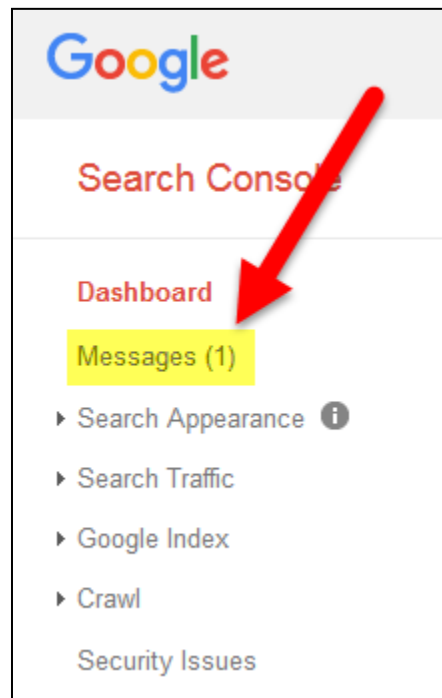 Google
Search Console
Dashboard
Messages (1)
Search Appearance
Search Traffic
Google Index
Crawl
Security Issues